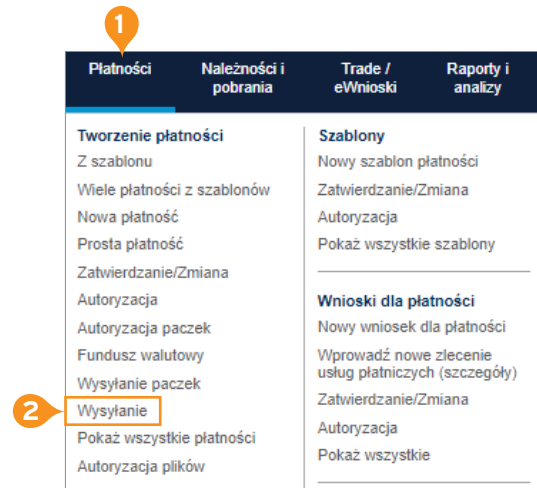 1
Płatności
Należności i
pobrania
Trade /
eWnioski
Raporty i
analizy
Tworzenie płatności
Z szablonu
Wiele płatności z szablonów
Nowa płatność
Prosta płatność
Zatwierdzanie/Zmiana
Autoryzacja
Autoryzacja paczek
Fundusz walutowy
Wysyłanie paczek
2
Wysyłanie
Pokaż wszystkie płatności
Autoryzacja plików
Szablony
Nowy szablon płatności
Zatwierdzanie/Zmiana
Autoryzacja
Pokaż wszystkie szablony
Wnioski dla płatności
Nowy wniosek dla płatności
Wprowadź nowe zlecenie
usług płatniczych (szczegóły)
Zatwierdzanie/Zmiana
Autoryzacja
Pokaż wszystkie